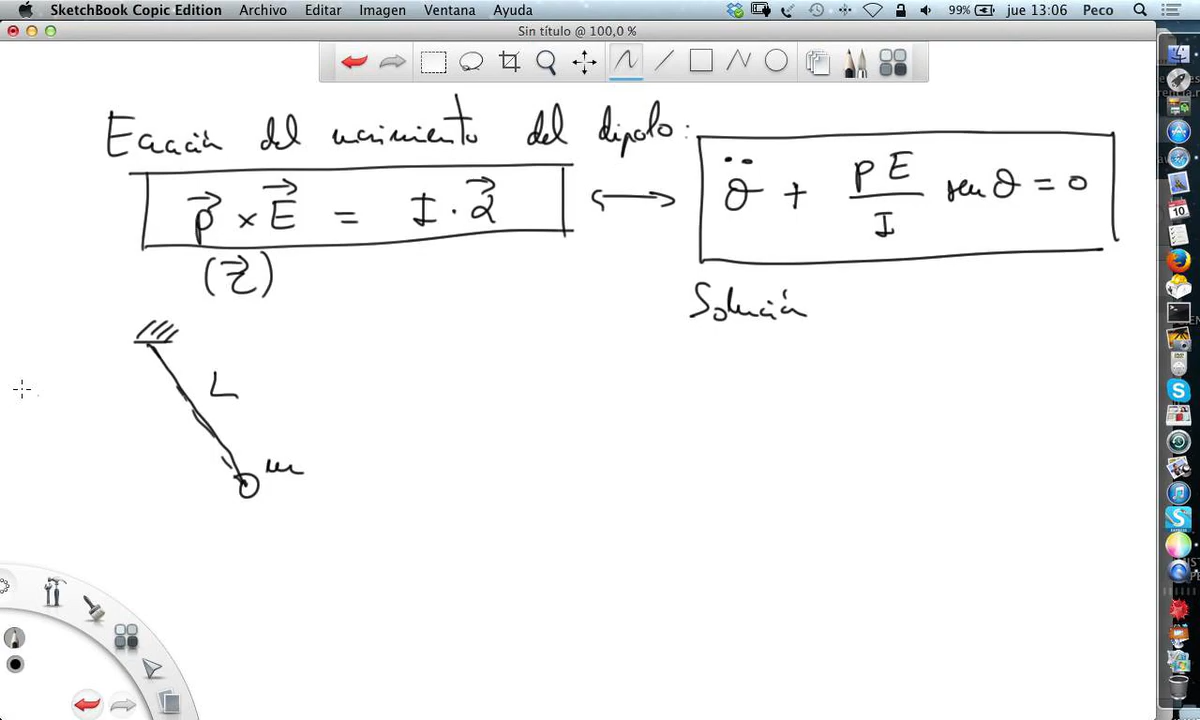 SketchBook Copic Edition Archivo Editar Imagen Ventana Ayuda 99% jue 13:06 Peco
Sin título @ 100,0 %
Ecuación del movimiento del dipolo:
p⃗ × E⃗ = I · α⃗
θ̈ + pE/I sen θ = 0
(τ⃗)
Solución
L
m